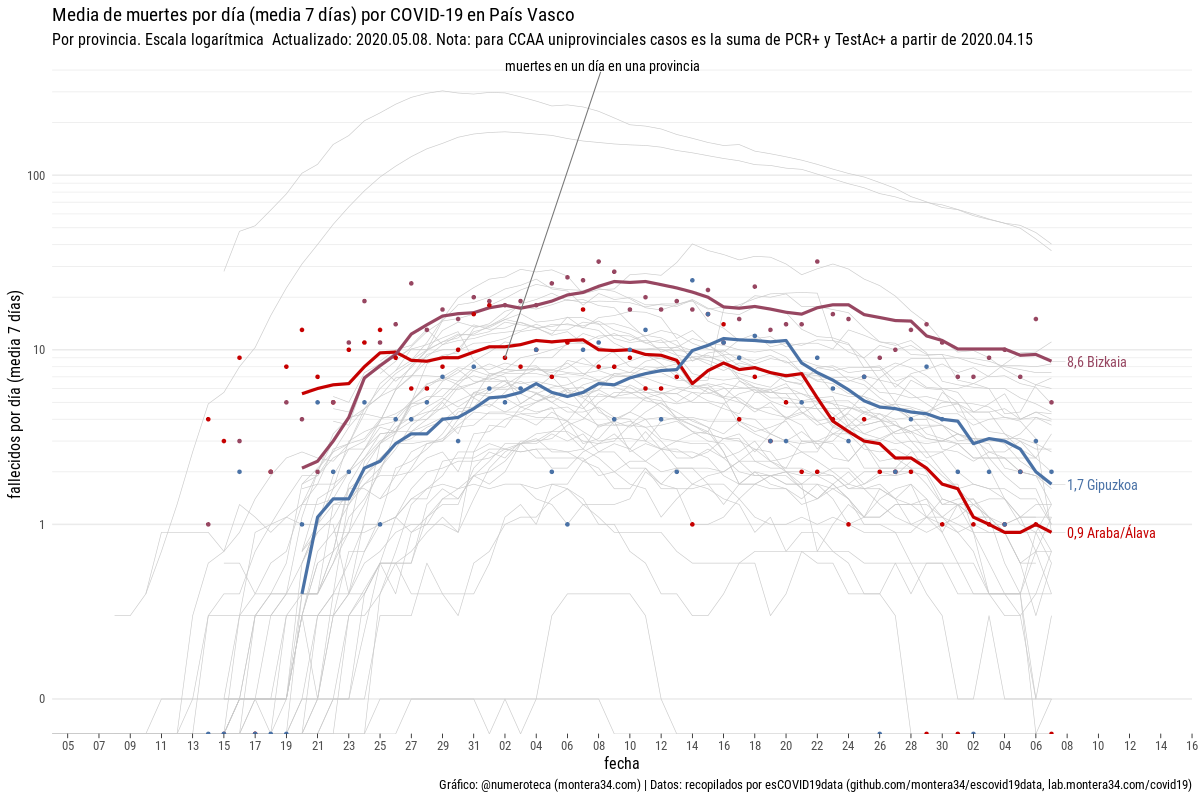 Media de muertes por día (media 7 días) por COVID-19 en País Vasco
Por provincia. Escala logarítmica  Actualizado: 2020.05.08. Nota: para CCAA uniprovinciales casos es la suma de PCR+ y TestAc+ a partir de 2020.04.15
muertes en un día en una provincia
fallecidos por día (media 7 días)
100
10
1
0
8,6 Bizkaia
1,7 Gipuzkoa
0,9 Araba/Álava
05 07 09 11 13 15 17 19 21 23 25 27 29 31 02 04 06 08 10 12 14 16 18 20 22 24 26 28 30 02 04 06 08 10 12 14 16
fecha
Gráfico: @numeroteca (montera34.com) | Datos: recopilados por esCOVID19data (github.com/montera34/escovid19data, lab.montera34.com/covid19)